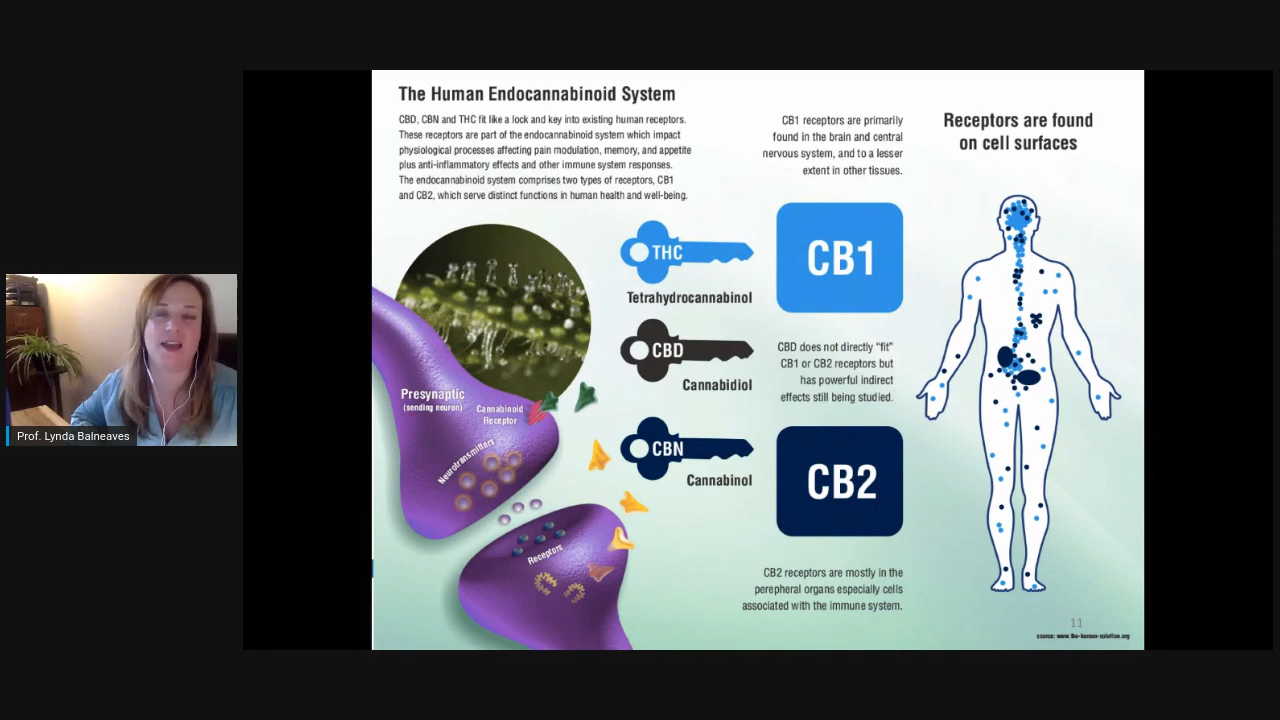 The Human Endocannabinoid System
CBD, CBN and THC fit like a lock and key into existing human receptors.
These receptors are part of the endocannabinoid system which impact
physiological processes affecting pain modulation, memory, and appetite
plus anti-inflammatory effects and other immune system responses.
The endocannabinoid system comprises two types of receptors, CB1
and CB2, which serve distinct functions in human health and well-being.
CB1 receptors are primarily
found in the brain and central
nervous system, and to a lesser
extent in other tissues.
Receptors are found
on cell surfaces
THC
Tetrahydrocannabinol
CB1
CBD
Cannabidiol
CBD does not directly “fit”
CB1 or CB2 receptors but
has powerful indirect
effects still being studied.
CBN
Cannabinol
CB2
Presynaptic
(sending neuron)
Cannabinoid
Receptor
Neurotransmitters
Receptors
CB2 receptors are mostly in the
perepheral organs especially cells
associated with the immune system.
11
source: www.the-human-solution.org
Prof. Lynda Balneaves